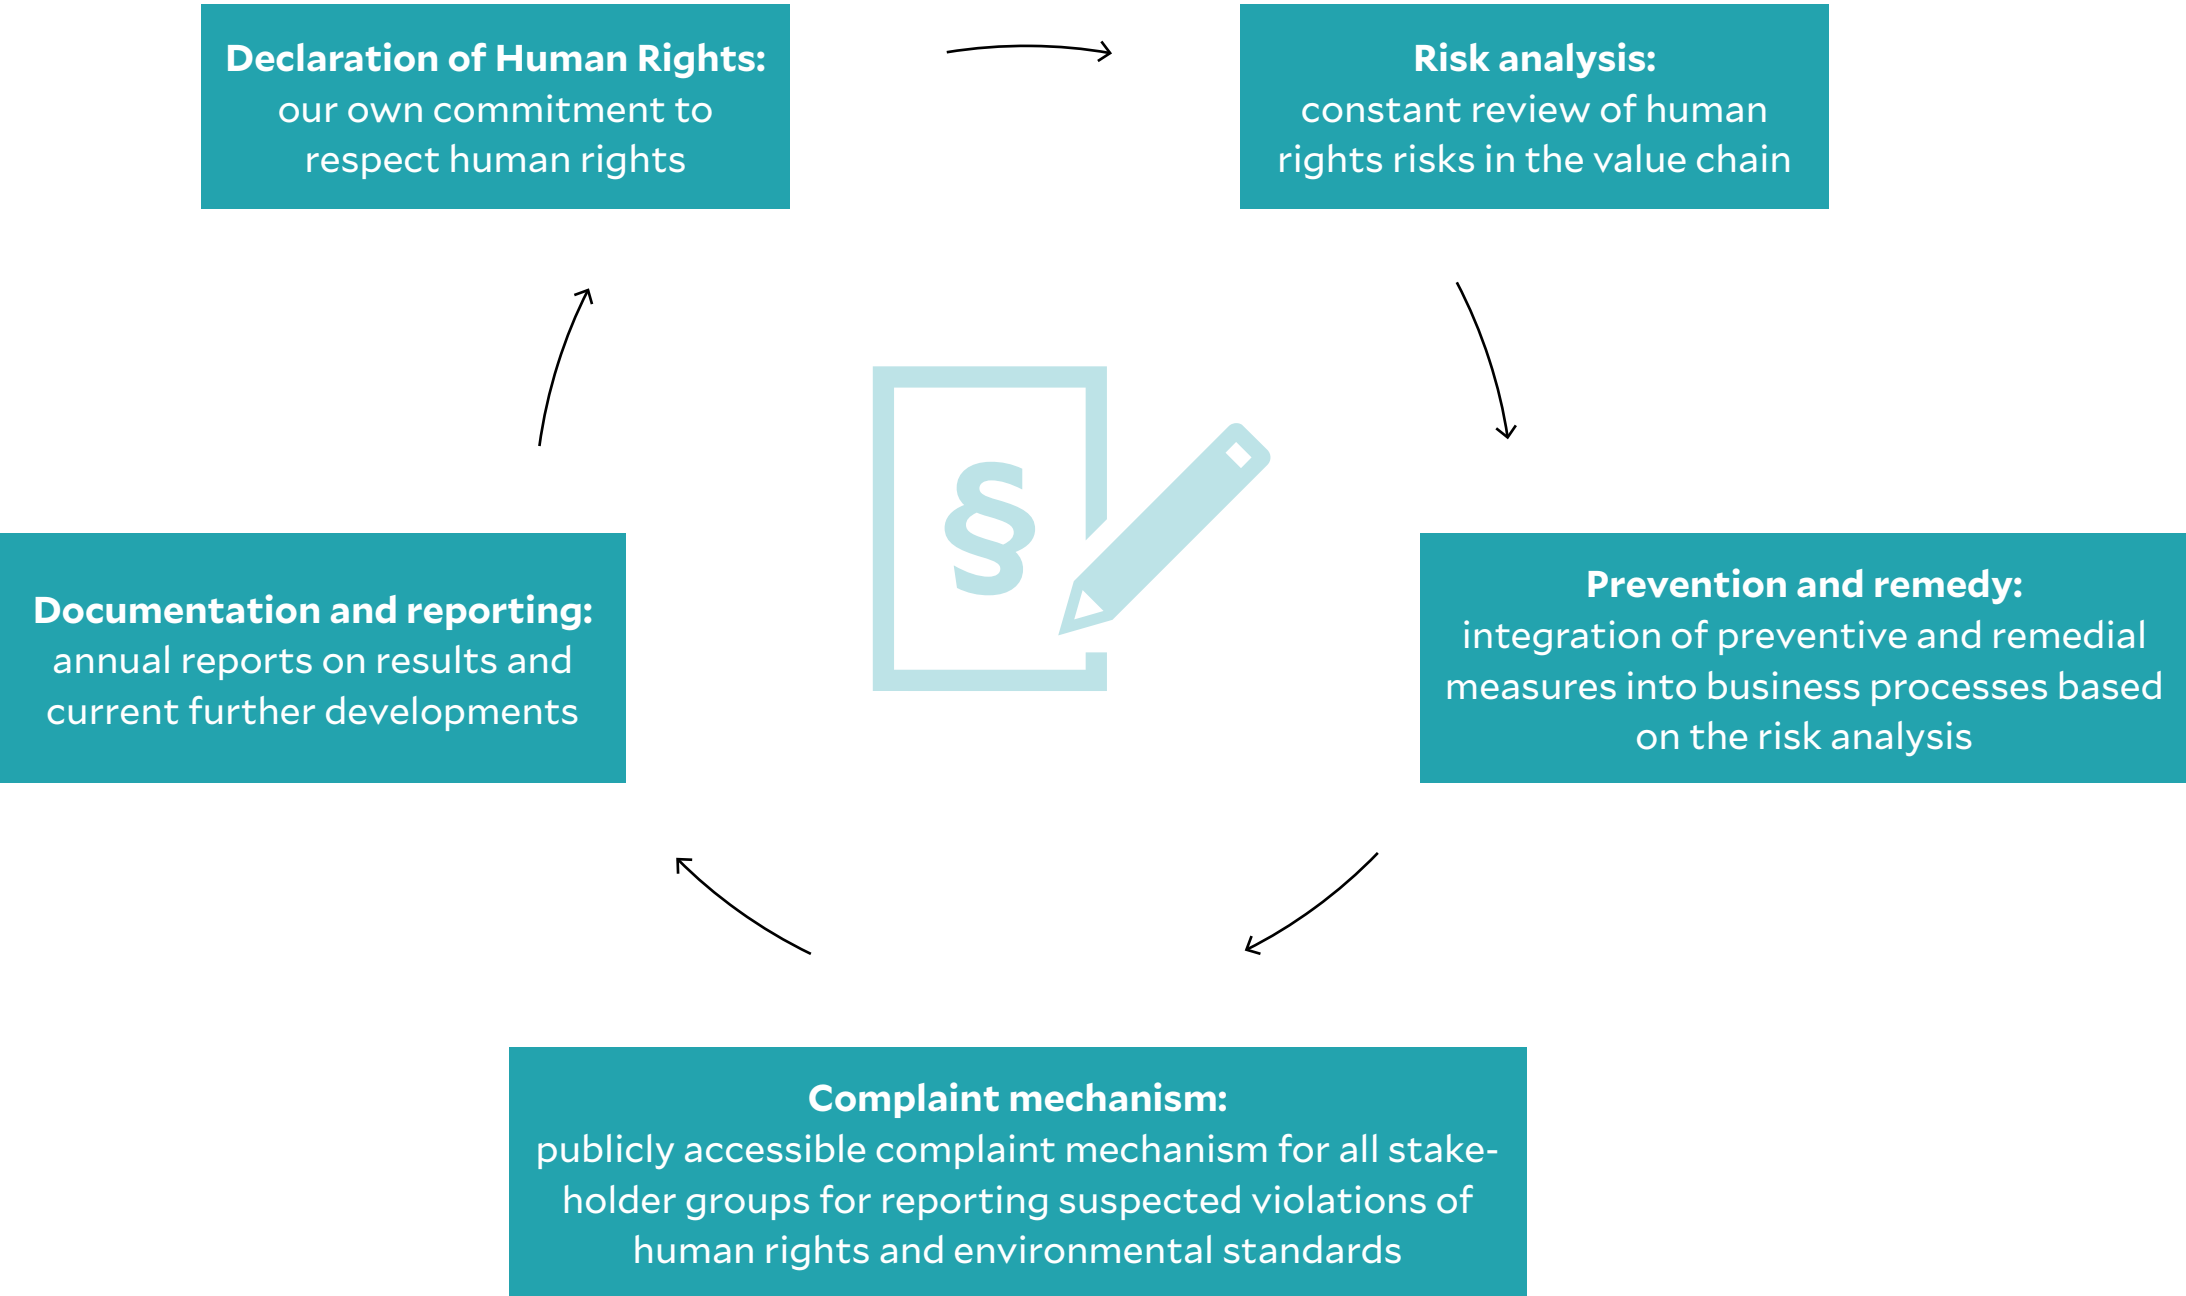 Declaration of Human Rights:
our own commitment to
respect human rights
Risk analysis:
constant review of human
rights risks in the value chain
§
Prevention and remedy:
integration of preventive and remedial
measures into business processes based
on the risk analysis
Documentation and reporting:
annual reports on results and
current further developments
Complaint mechanism:
publicly accessible complaint mechanism for all stake-
holder groups for reporting suspected violations of
human rights and environmental standards